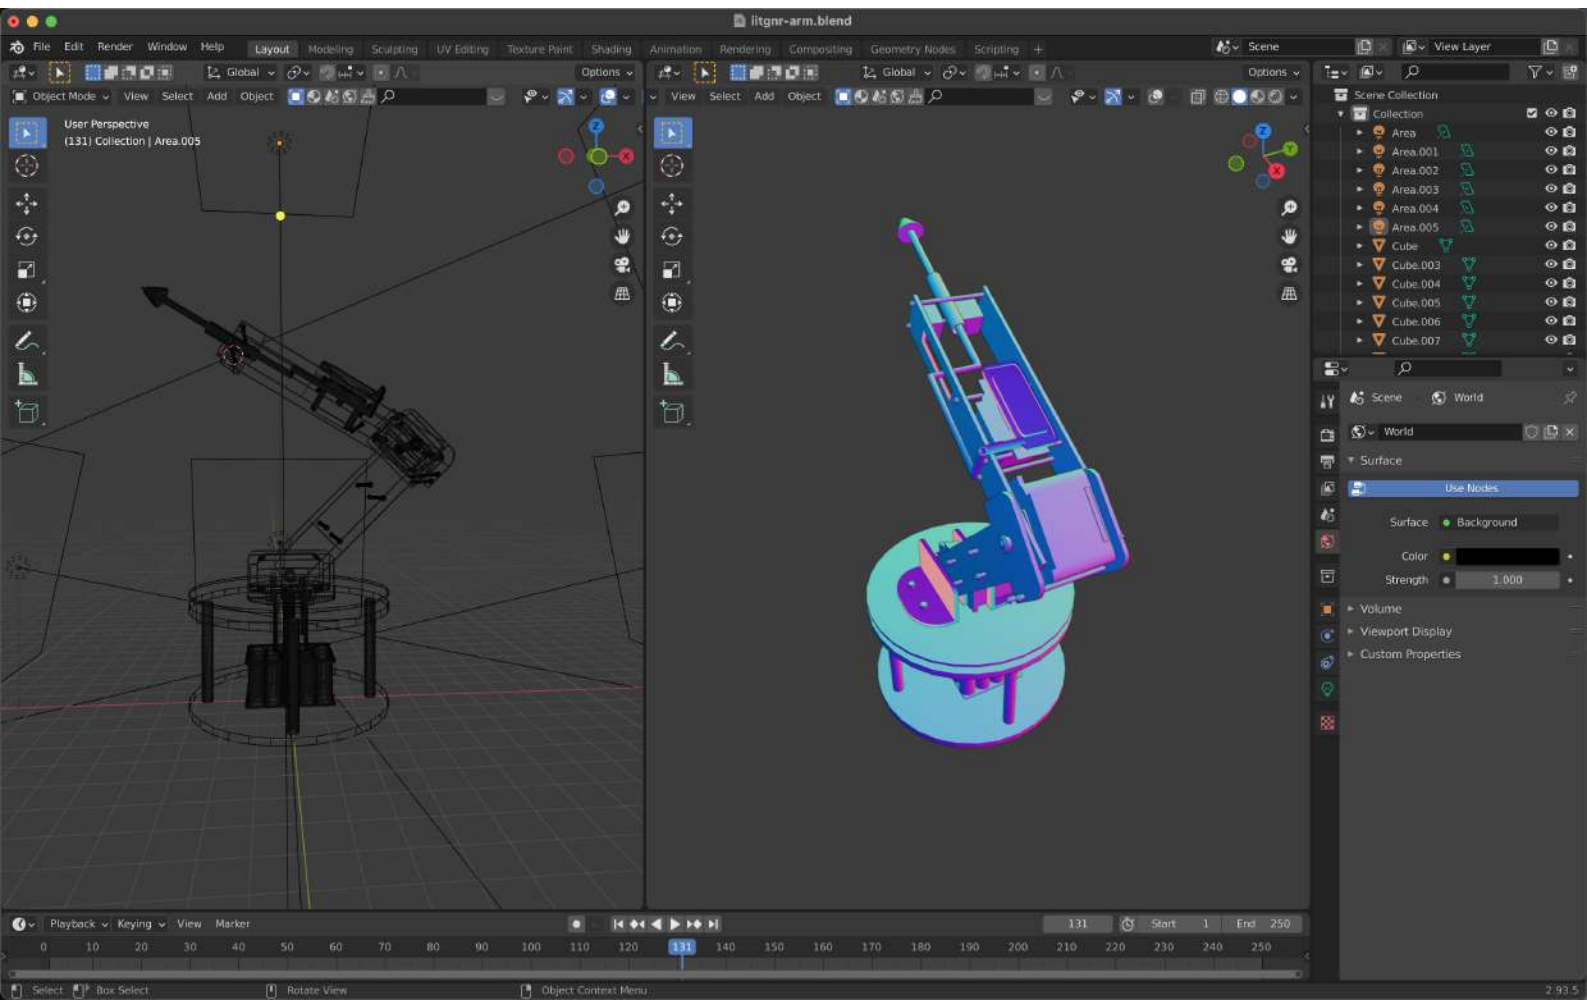 iitgnr-arm.blend
File Edit Render Window Help Layout Modeling Sculpting UV Editing Texture Paint Shading Animation Rendering Compositing Geometry Nodes Scripting + Scene View Layer
Global Options Global Options
Object Mode View Select Add Object View Select Add Object
User Perspective
(131) Collection | Area.005
Z
X
Z
Y
X
Scene Collection
Collection
Area
Area.001
Area.002
Area.003
Area.004
Area.005
Cube
Cube.003
Cube.004
Cube.005
Cube.006
Cube.007
Scene World
World
Surface
Use Nodes
Surface Background
Color
Strength 1.000
Volume
Viewport Display
Custom Properties
Playback Keying View Marker 131 Start 1 End 250
0 10 20 30 40 50 60 70 80 90 100 110 120 131 140 150 160 170 180 190 200 210 220 230 240 250
Select Box Select Rotate View Object Context Menu 2.93.5